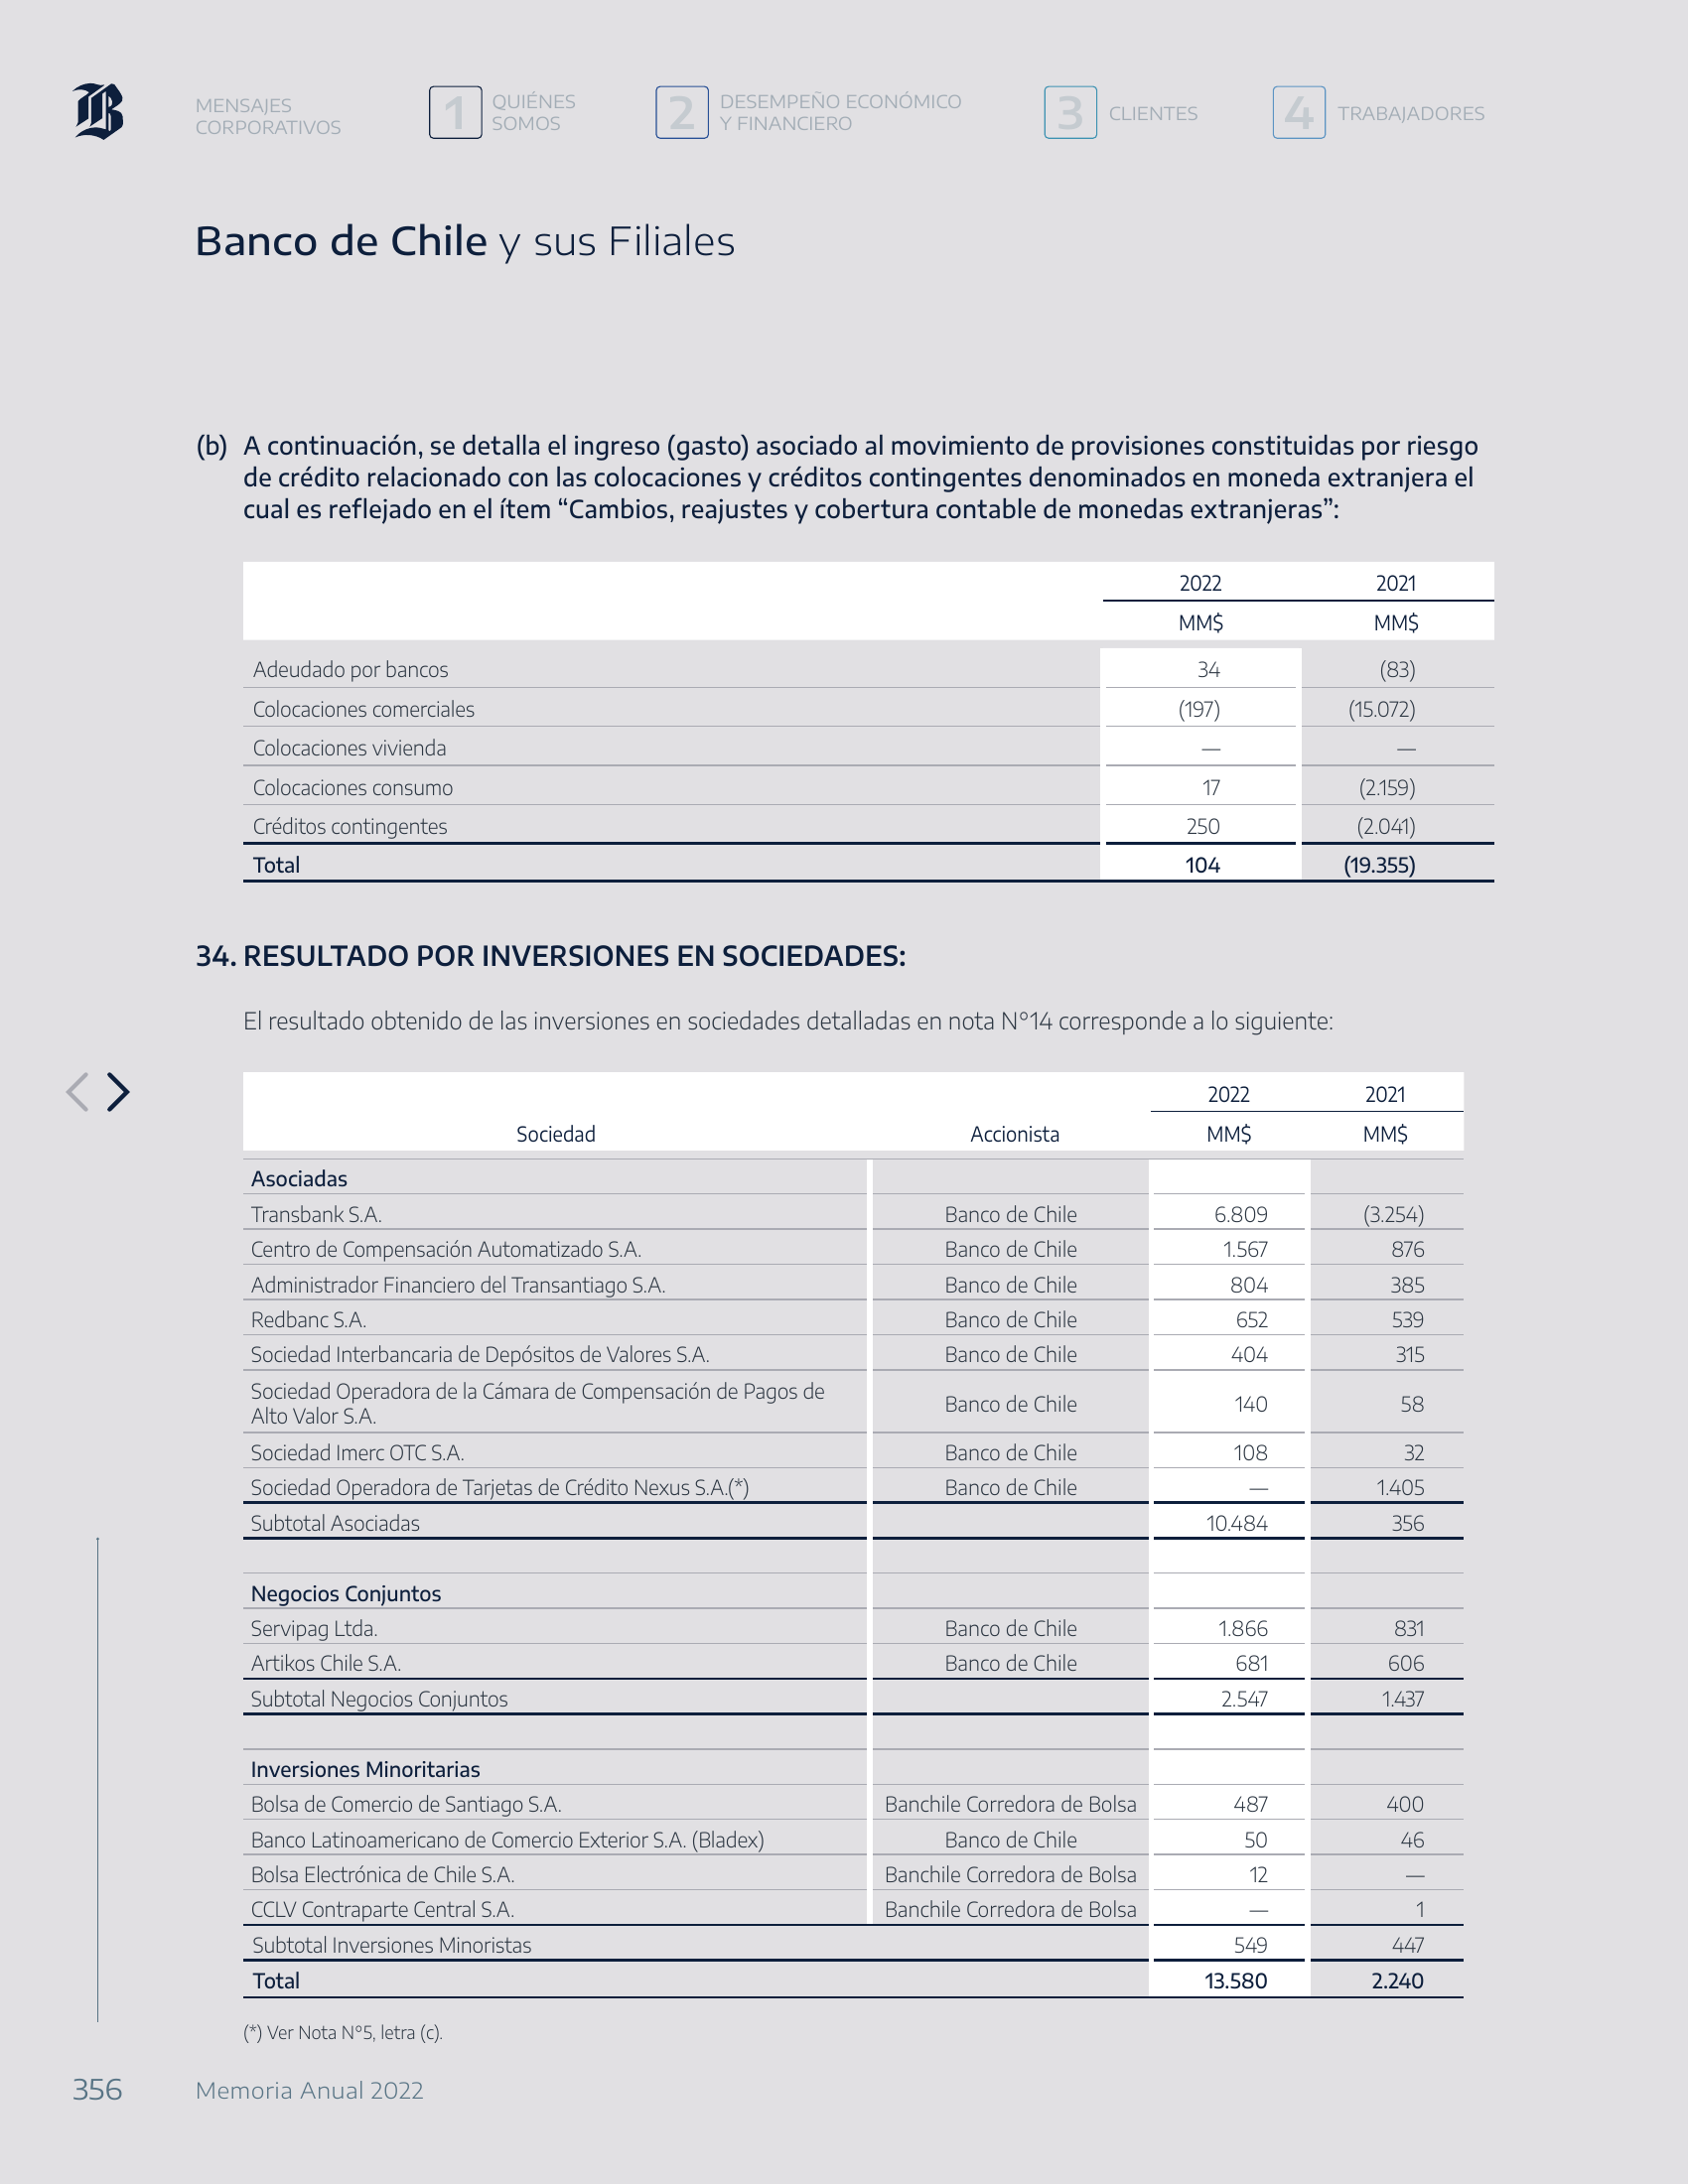 MENSAJES
CORPORATIVOS
1 QUIÉNES
SOMOS
2 DESEMPEÑO ECONÓMICO
Y FINANCIERO
3 CLIENTES
4 TRABAJADORES
Banco de Chile y sus Filiales
(b) A continuación, se detalla el ingreso (gasto) asociado al movimiento de provisiones constituidas por riesgo
de crédito relacionado con las colocaciones y créditos contingentes denominados en moneda extranjera el
cual es reflejado en el ítem “Cambios, reajustes y cobertura contable de monedas extranjeras”:
2022 2021
MM$ MM$
Adeudado por bancos 34 (83)
Colocaciones comerciales (197) (15.072)
Colocaciones vivienda — —
Colocaciones consumo 17 (2.159)
Créditos contingentes 250 (2.041)
Total 104 (19.355)
34. RESULTADO POR INVERSIONES EN SOCIEDADES:
El resultado obtenido de las inversiones en sociedades detalladas en nota N°14 corresponde a lo siguiente:
2022 2021
Sociedad Accionista MM$ MM$
Asociadas
Transbank S.A. Banco de Chile 6.809 (3.254)
Centro de Compensación Automatizado S.A. Banco de Chile 1.567 876
Administrador Financiero del Transantiago S.A. Banco de Chile 804 385
Redbanc S.A. Banco de Chile 652 539
Sociedad Interbancaria de Depósitos de Valores S.A. Banco de Chile 404 315
Sociedad Operadora de la Cámara de Compensación de Pagos de
Alto Valor S.A. Banco de Chile 140 58
Sociedad Imerc OTC S.A. Banco de Chile 108 32
Sociedad Operadora de Tarjetas de Crédito Nexus S.A.(*) Banco de Chile — 1.405
Subtotal Asociadas 10.484 356
Negocios Conjuntos
Servipag Ltda. Banco de Chile 1.866 831
Artikos Chile S.A. Banco de Chile 681 606
Subtotal Negocios Conjuntos 2.547 1.437
Inversiones Minoritarias
Bolsa de Comercio de Santiago S.A. Banchile Corredora de Bolsa 487 400
Banco Latinoamericano de Comercio Exterior S.A. (Bladex) Banco de Chile 50 46
Bolsa Electrónica de Chile S.A. Banchile Corredora de Bolsa 12 —
CCLV Contraparte Central S.A. Banchile Corredora de Bolsa — 1
Subtotal Inversiones Minoristas 549 447
Total 13.580 2.240
(*) Ver Nota N°5, letra (c).
356 Memoria Anual 2022